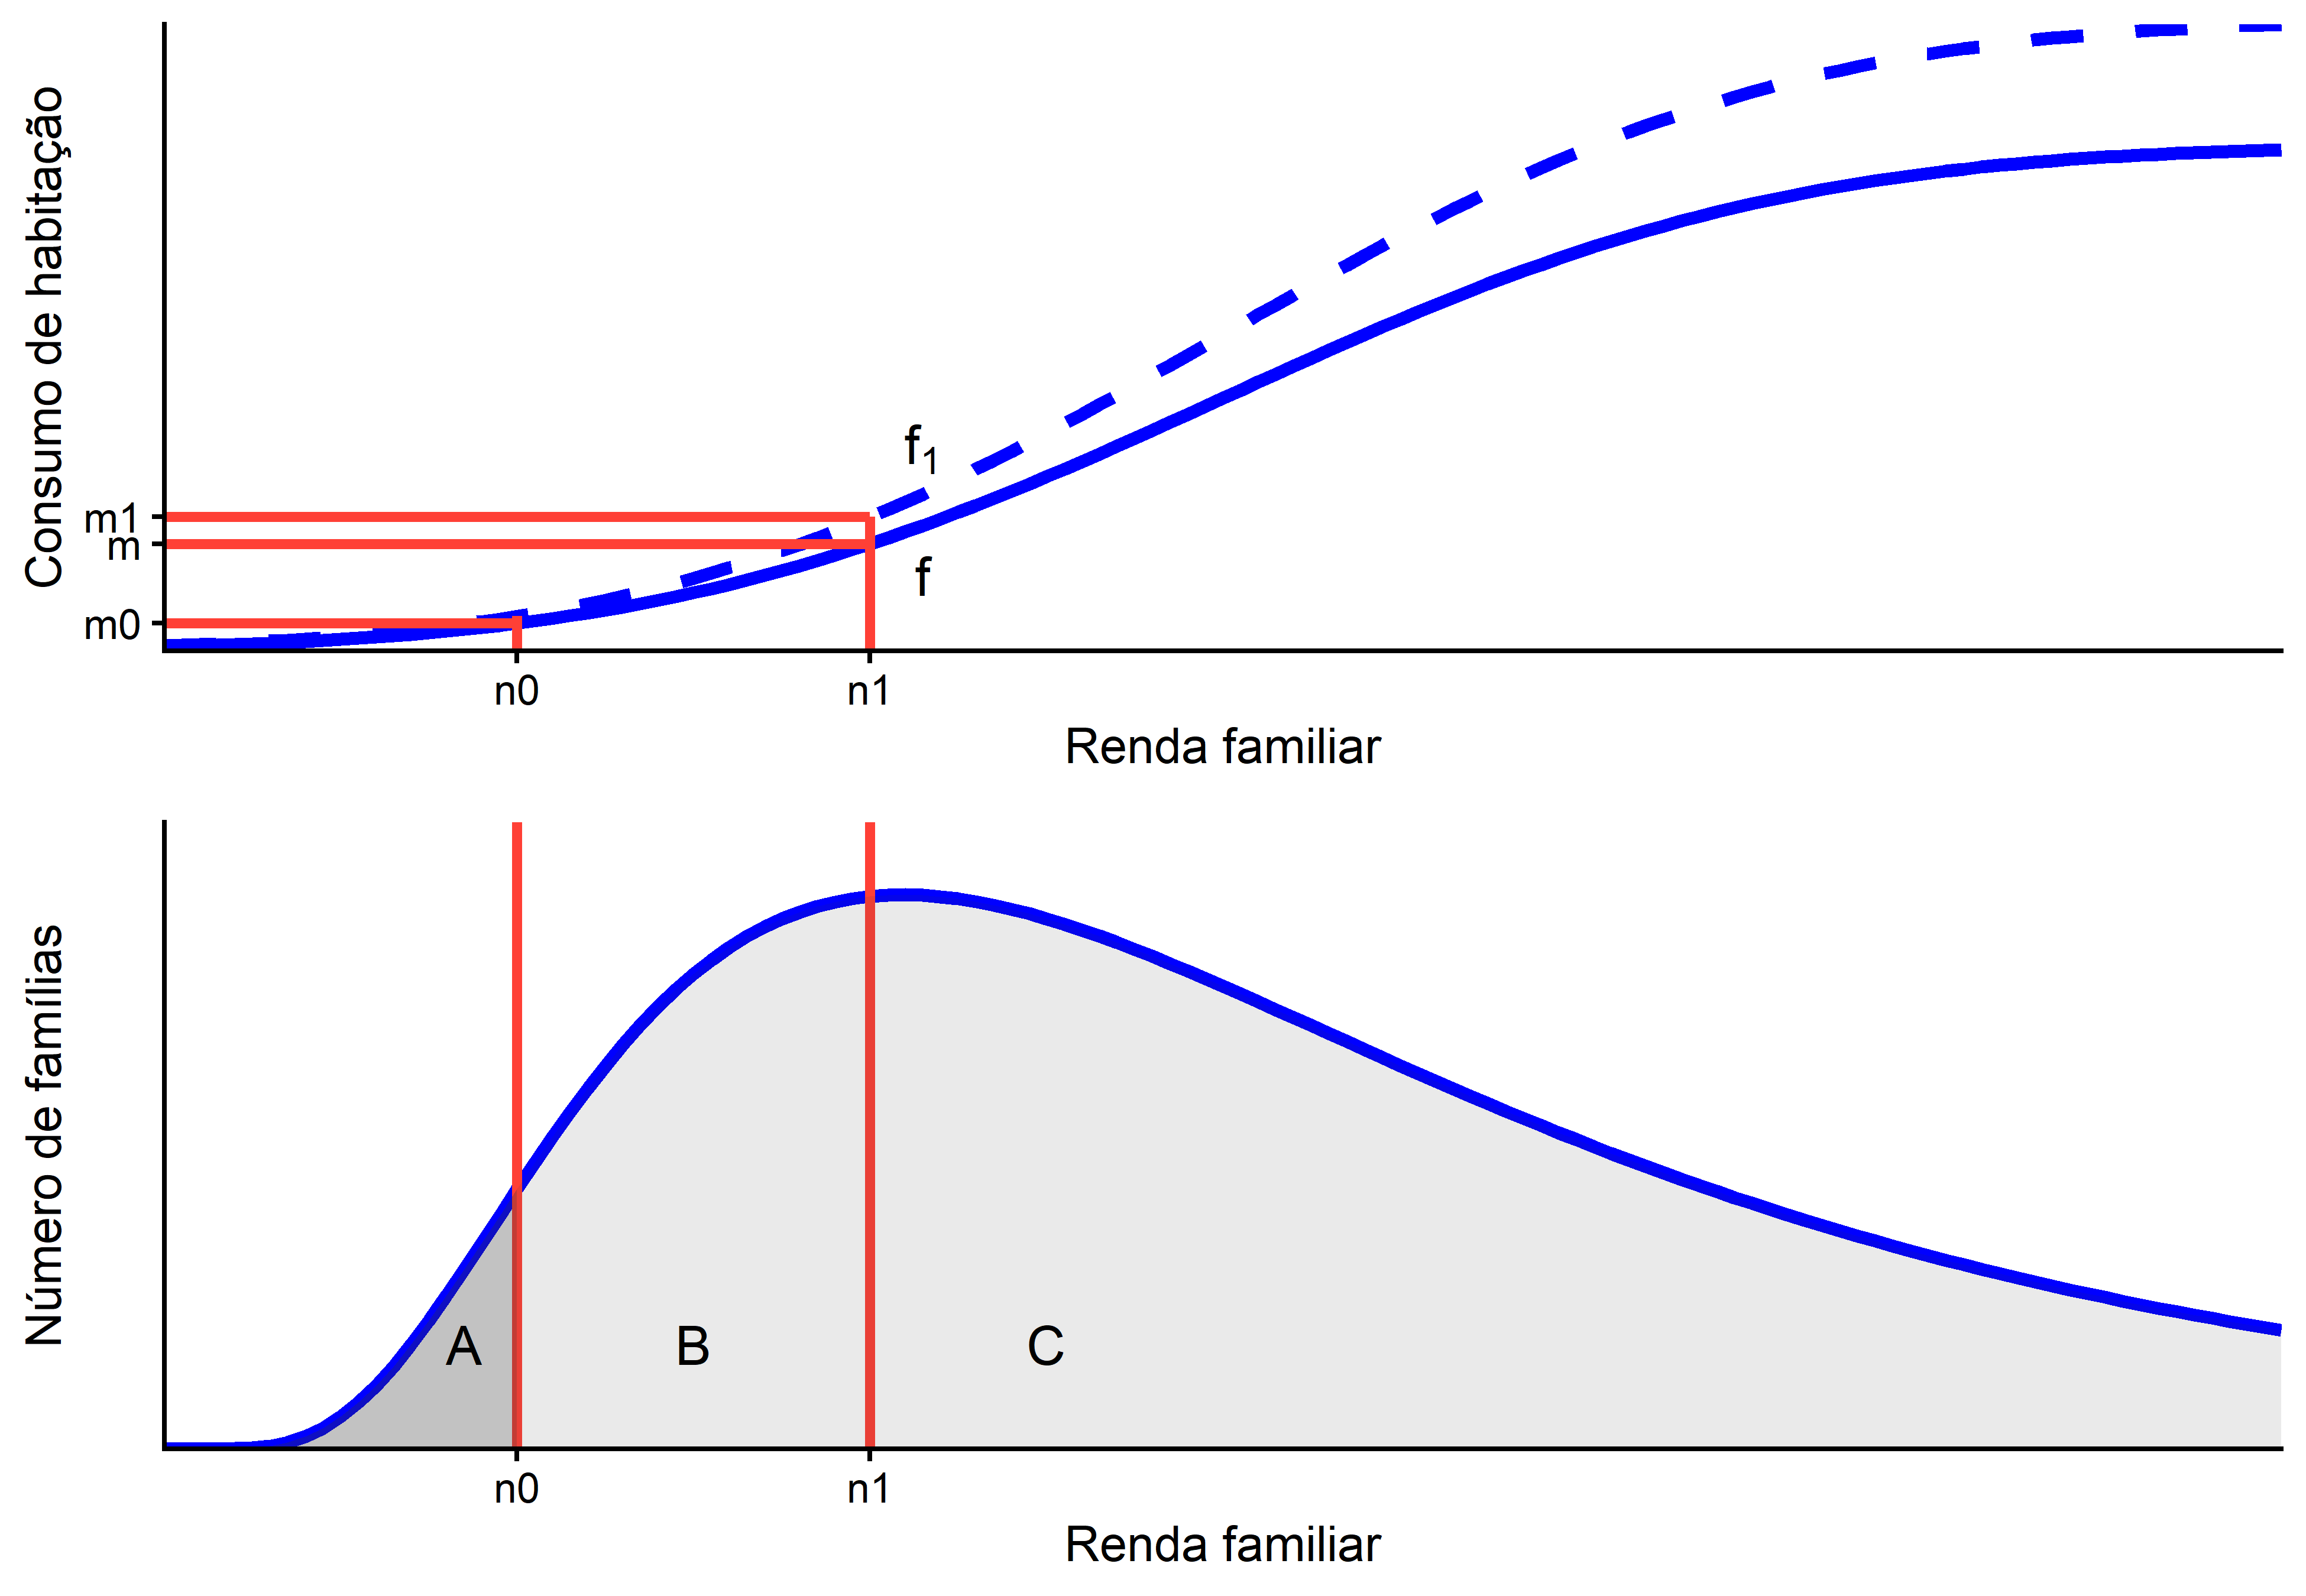 Consumo de habitação
m1
m
m0
f₁
f
n0
n1
Renda familiar
Número de famílias
A
B
C
n0
n1
Renda familiar